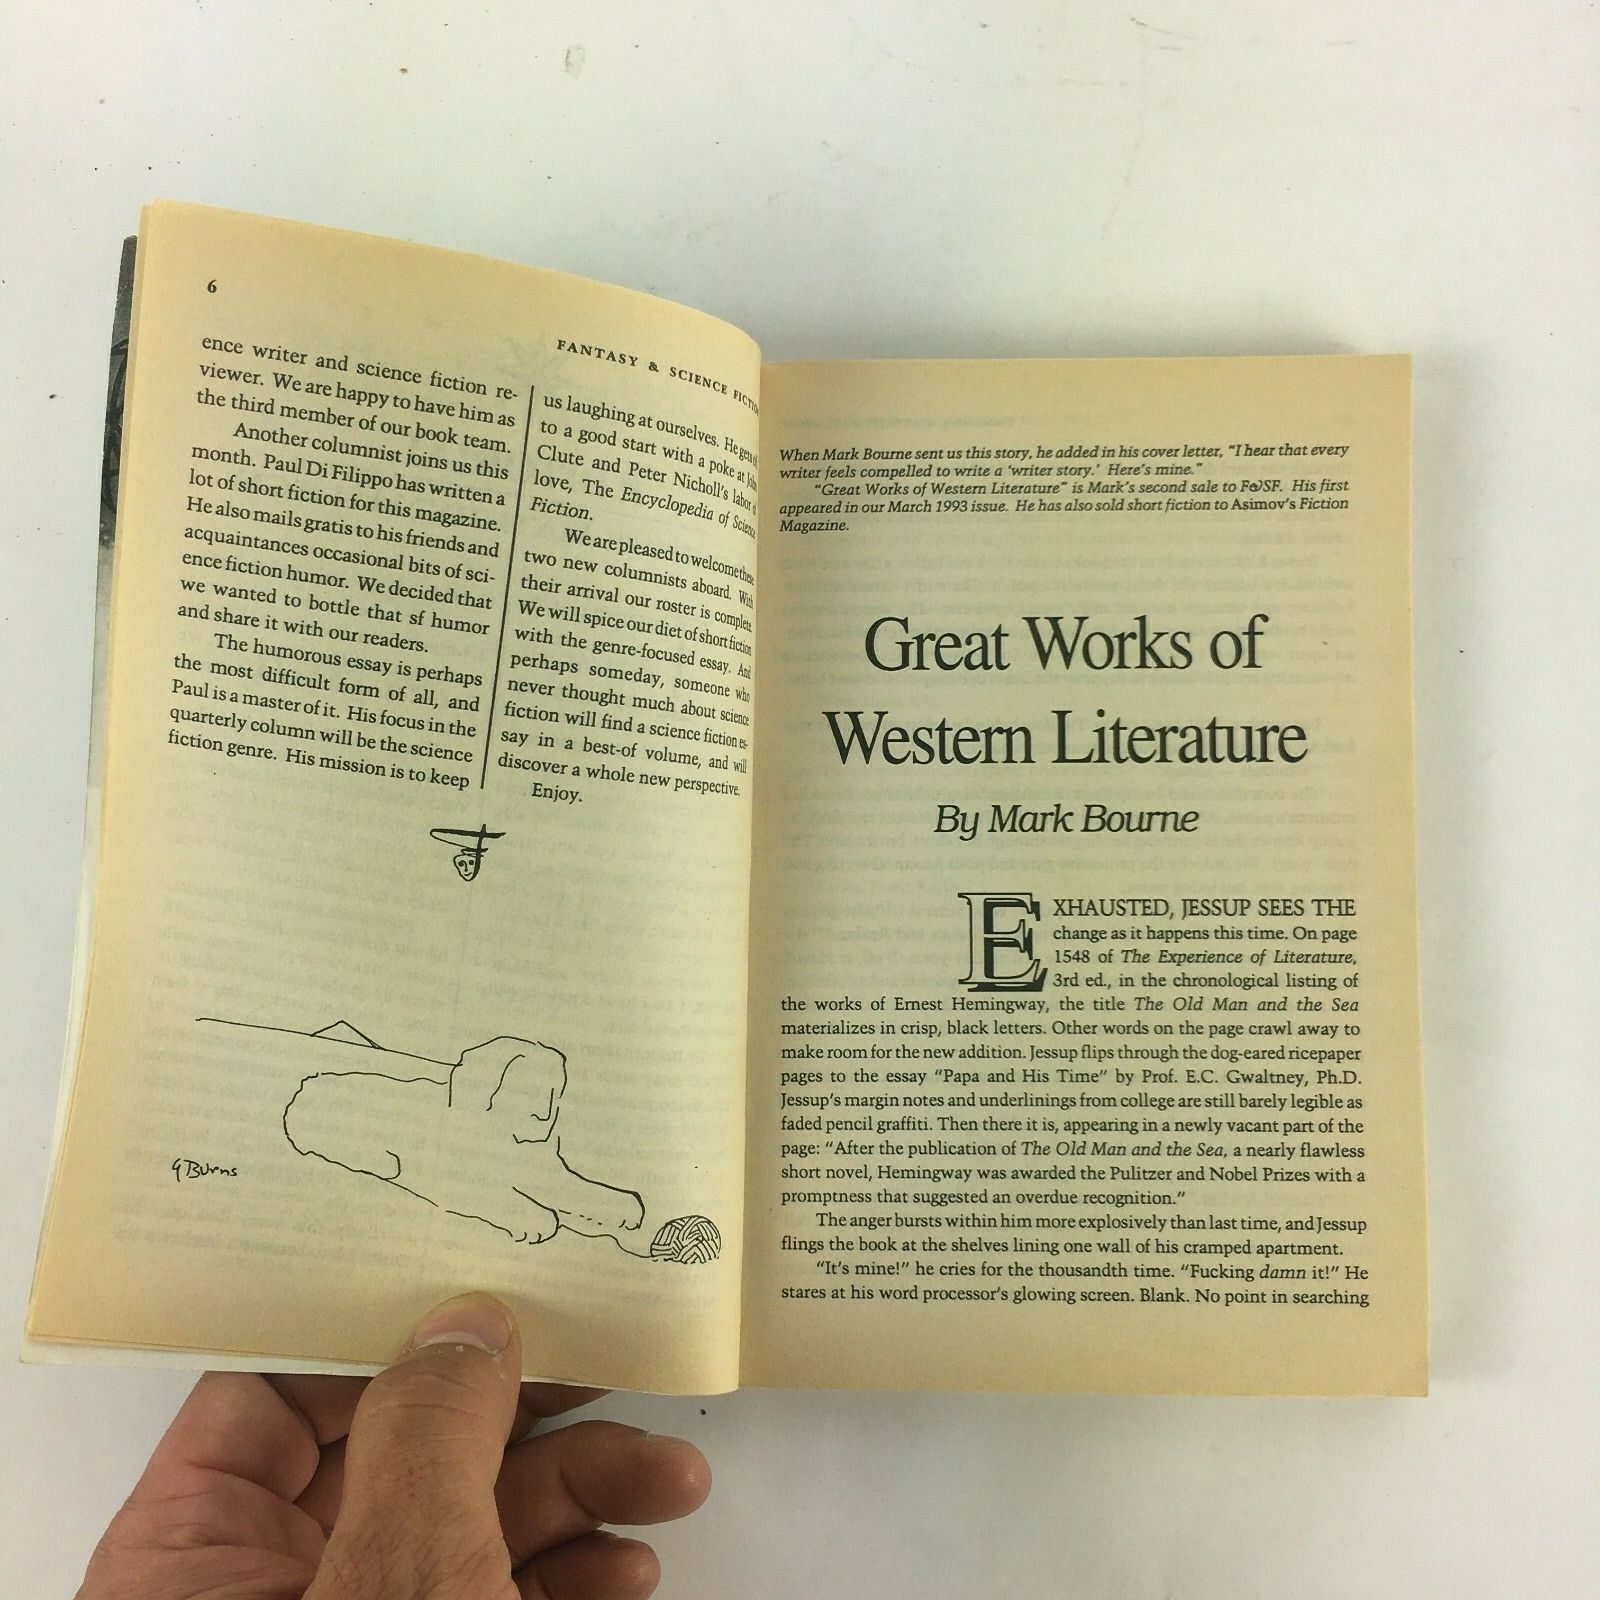 6
FANTASY & SCIENCE FICTIO
ence writer and science fiction re-
viewer. We are happy to have him as
the third member of our book team.
Another columnist joins us this
month. Paul Di Filippo has written a
lot of short fiction for this magazine.
He also mails gratis to his friends and
acquaintances occasional bits of sci-
ence fiction humor. We decided that
we wanted to bottle that sf humor
and share it with our readers.
The humorous essay is perhaps
the most difficult form of all, and
Paul is a master of it. His focus in the
quarterly column will be the science
fiction genre. His mission is to keep
us laughing at ourselves. He gets
to a good start with a poke at John
Clute and Peter Nicholl's labor
love, The Encyclopedia of Science
Fiction.
We are pleased to welcome these
two new columnists aboard. With
their arrival our roster is complete.
We will spice our diet of short fiction
with the genre-focused essay. And
perhaps someday, someone who
never thought much about science
fiction will find a science fiction es-
say in a best-of volume, and will
discover a whole new perspective.
Enjoy.
G Burns
When Mark Bourne sent us this story, he added in his cover letter, "I hear that every
writer feels compelled to write a 'writer story.' Here's mine."
"Great Works of Western Literature" is Mark's second sale to F&SF. His first
appeared in our March 1993 issue. He has also sold short fiction to Asimov's Fiction
Magazine.
Great Works of
Western Literature
By Mark Bourne
EXHAUSTED, JESSUP SEES THE
change as it happens this time. On page
1548 of The Experience of Literature,
3rd ed., in the chronological listing of
the works of Ernest Hemingway, the title The Old Man and the Sea
materializes in crisp, black letters. Other words on the page crawl away to
make room for the new addition. Jessup flips through the dog-eared ricepaper
pages to the essay "Papa and His Time" by Prof. E.C. Gwaltney, Ph.D.
Jessup's margin notes and underlinings from college are still barely legible as
faded pencil graffiti. Then there it is, appearing in a newly vacant part of the
page: "After the publication of The Old Man and the Sea, a nearly flawless
short novel, Hemingway was awarded the Pulitzer and Nobel Prizes with a
promptness that suggested an overdue recognition."
The anger bursts within him more explosively than last time, and Jessup
flings the book at the shelves lining one wall of his cramped apartment.
"It's mine!" he cries for the thousandth time. "Fucking damn it!" He
stares at his word processor's glowing screen. Blank. No point in searching